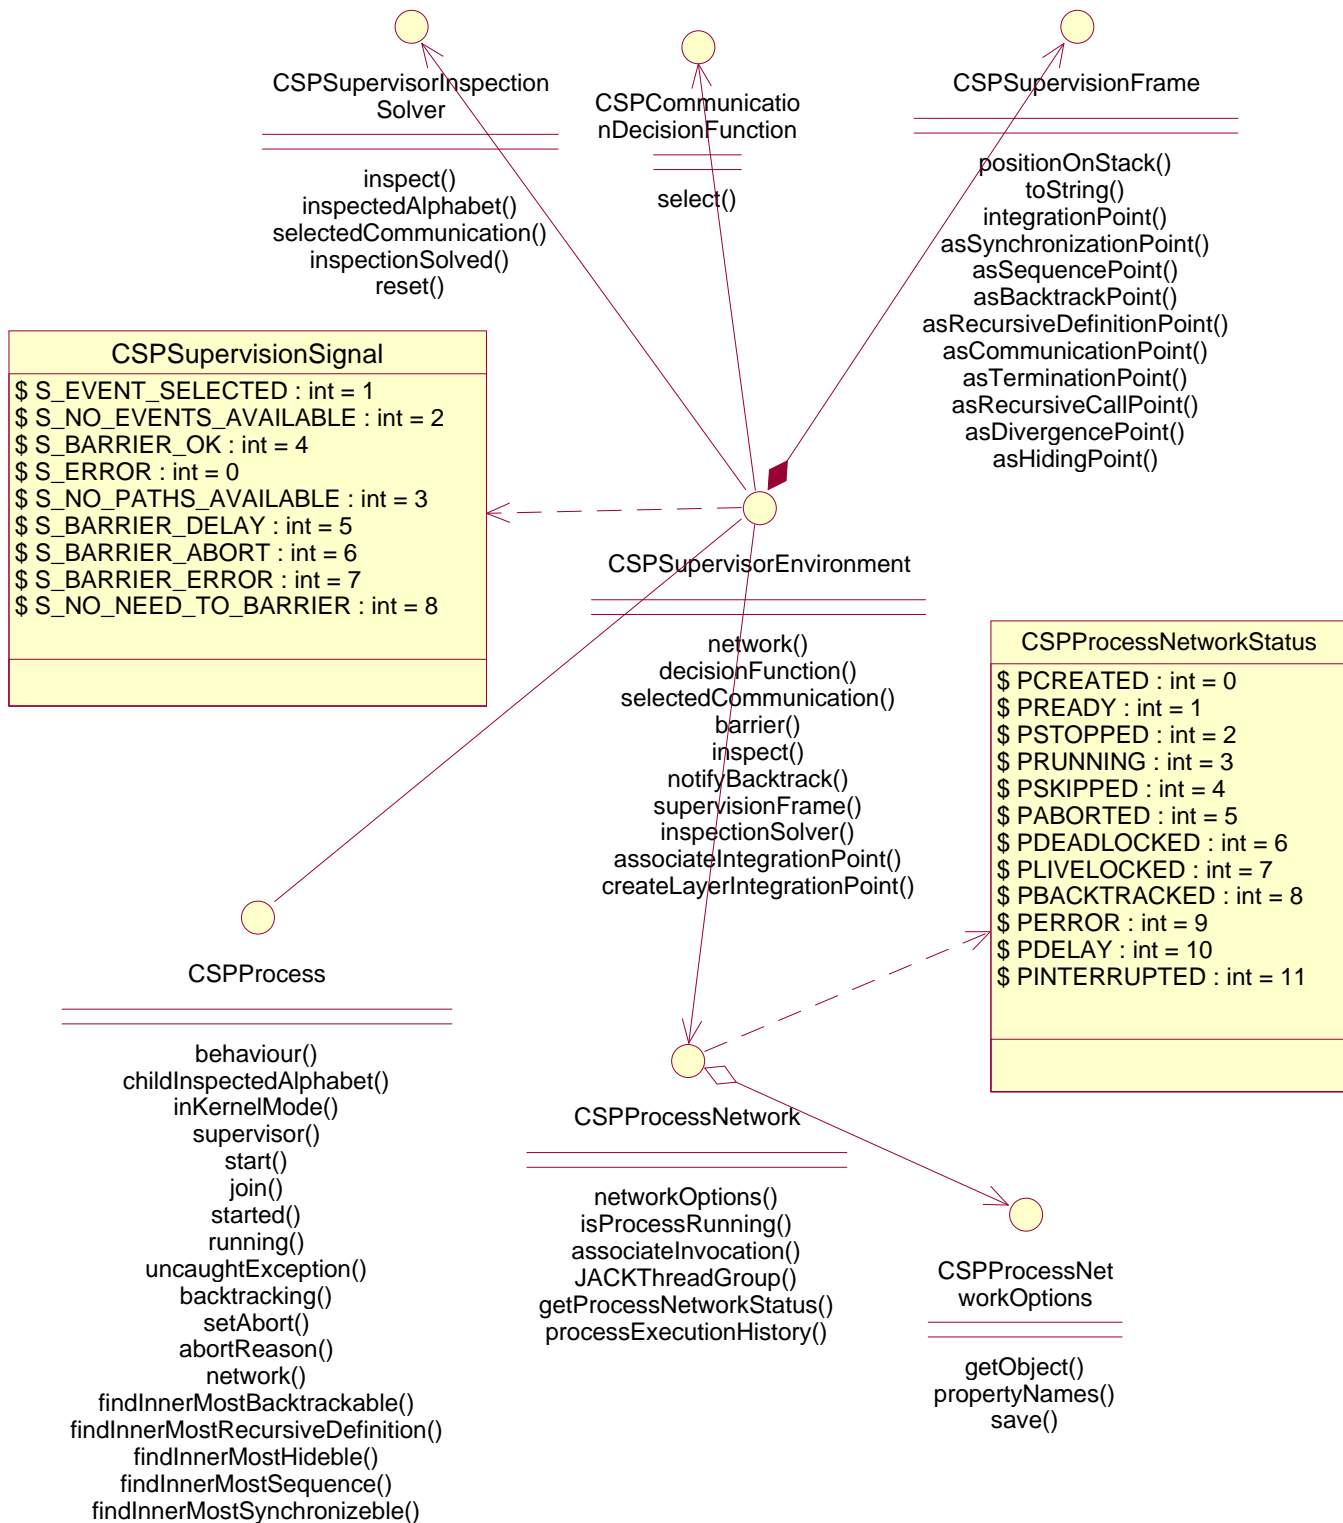 CSPSupervisorInspection
Solver
inspect()
inspectedAlphabet()
selectedCommunication()
inspectionSolved()
reset()
CSPCommunicatio
nDecisionFunction
select()
CSPSupervisionFrame
positionOnStack()
toString()
integrationPoint()
asSynchronizationPoint()
asSequencePoint()
asBacktrackPoint()
asRecursiveDefinitionPoint()
asCommunicationPoint()
asTerminationPoint()
asRecursiveCallPoint()
asDivergencePoint()
asHidingPoint()
CSPSupervisionSignal
$ S_EVENT_SELECTED : int = 1
$ S_NO_EVENTS_AVAILABLE : int = 2
$ S_BARRIER_OK : int = 4
$ S_ERROR : int = 0
$ S_NO_PATHS_AVAILABLE : int = 3
$ S_BARRIER_DELAY : int = 5
$ S_BARRIER_ABORT : int = 6
$ S_BARRIER_ERROR : int = 7
$ S_NO_NEED_TO_BARRIER : int = 8
CSPSupervisorEnvironment
network()
decisionFunction()
selectedCommunication()
barrier()
inspect()
notifyBacktrack()
supervisionFrame()
inspectionSolver()
associateIntegrationPoint()
createLayerIntegrationPoint()
CSPProcessNetworkStatus
$ PCREATED : int = 0
$ PREADY : int = 1
$ PSTOPPED : int = 2
$ PRUNNING : int = 3
$ PSKIPPED : int = 4
$ PABORTED : int = 5
$ PDEADLOCKED : int = 6
$ PLIVELOCKED : int = 7
$ PBACKTRACKED : int = 8
$ PERROR : int = 9
$ PDELAY : int = 10
$ PINTERRUPTED : int = 11
CSPProcess
behaviour()
childInspectedAlphabet()
inKernelMode()
supervisor()
start()
join()
started()
running()
uncaughtException()
backtracking()
setAbort()
abortReason()
network()
findInnerMostBacktrackable()
findInnerMostRecursiveDefinition()
findInnerMostHideble()
findInnerMostSequence()
findInnerMostSynchronizeble()
CSPProcessNetwork
networkOptions()
isProcessRunning()
associateInvocation()
JACKThreadGroup()
getProcessNetworkStatus()
processExecutionHistory()
CSPProcessNet
workOptions
getObject()
propertyNames()
save()